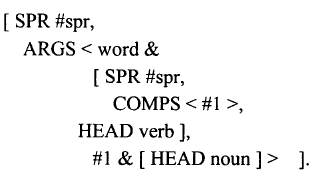 [ SPR #spr,
ARGS < word &
[ SPR #spr,
COMPS < #1 >,
HEAD verb ],
#1 & [ HEAD noun ] > ].